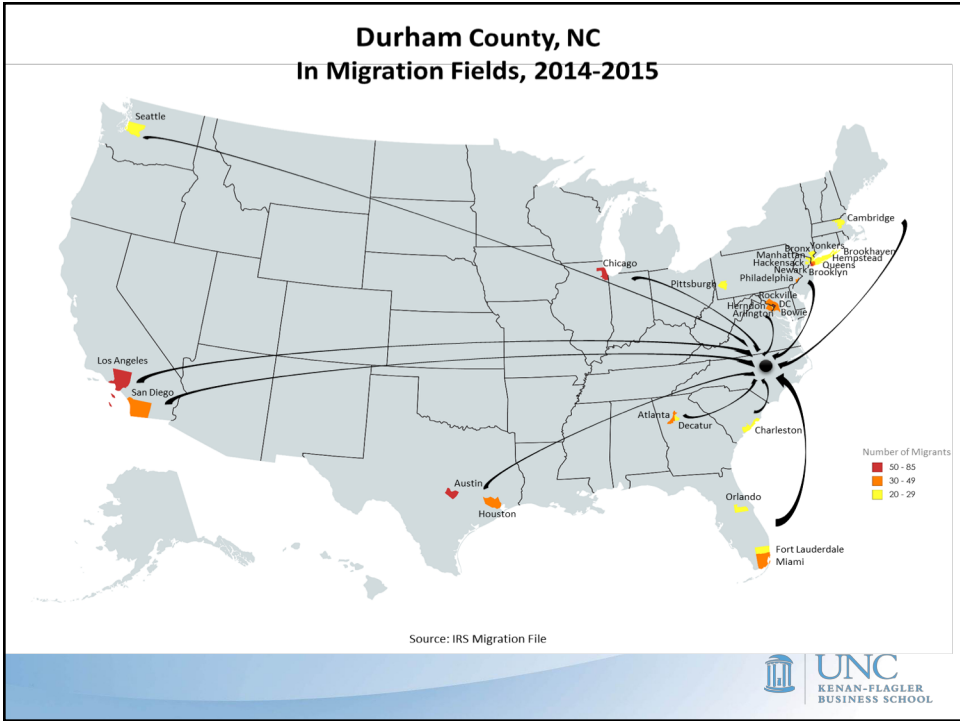 Durham County, NC
In Migration Fields, 2014-2015
Seattle
Cambridge
Bronx
Yonkers
Manhattan
Brookhaven
Hackensack
Hempstead
Queens
Newark
Brooklyn
Chicago
Pittsburgh
Philadelphia
Rockville
Herndon
DC
Arlington
Bowie
Los Angeles
San Diego
Atlanta
Decatur
Charleston
Number of Migrants
50 - 85
30 - 49
20 - 29
Austin
Houston
Orlando
Fort Lauderdale
Miami
Source: IRS Migration File
UNC
KENAN-FLAGLER
BUSINESS SCHOOL